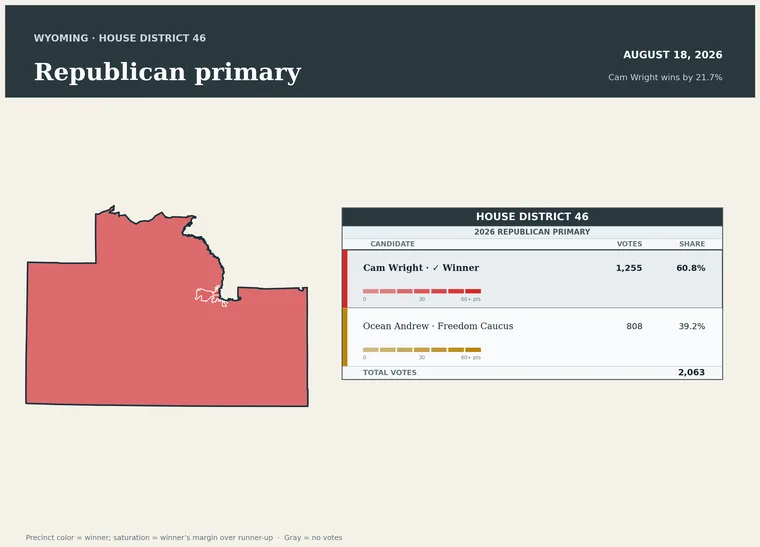 WYOMING · HOUSE DISTRICT 46
Republican primary
AUGUST 18, 2026
Cam Wright wins by 21.7%
HOUSE DISTRICT 46
2026 REPUBLICAN PRIMARY
CANDIDATE VOTES SHARE
Cam Wright · ✓ Winner 1,255 60.8%
0 30 60+ pts
Ocean Andrew · Freedom Caucus 808 39.2%
0 30 60+ pts
TOTAL VOTES 2,063
Precinct color = winner; saturation = winner's margin over runner-up · Gray = no votes